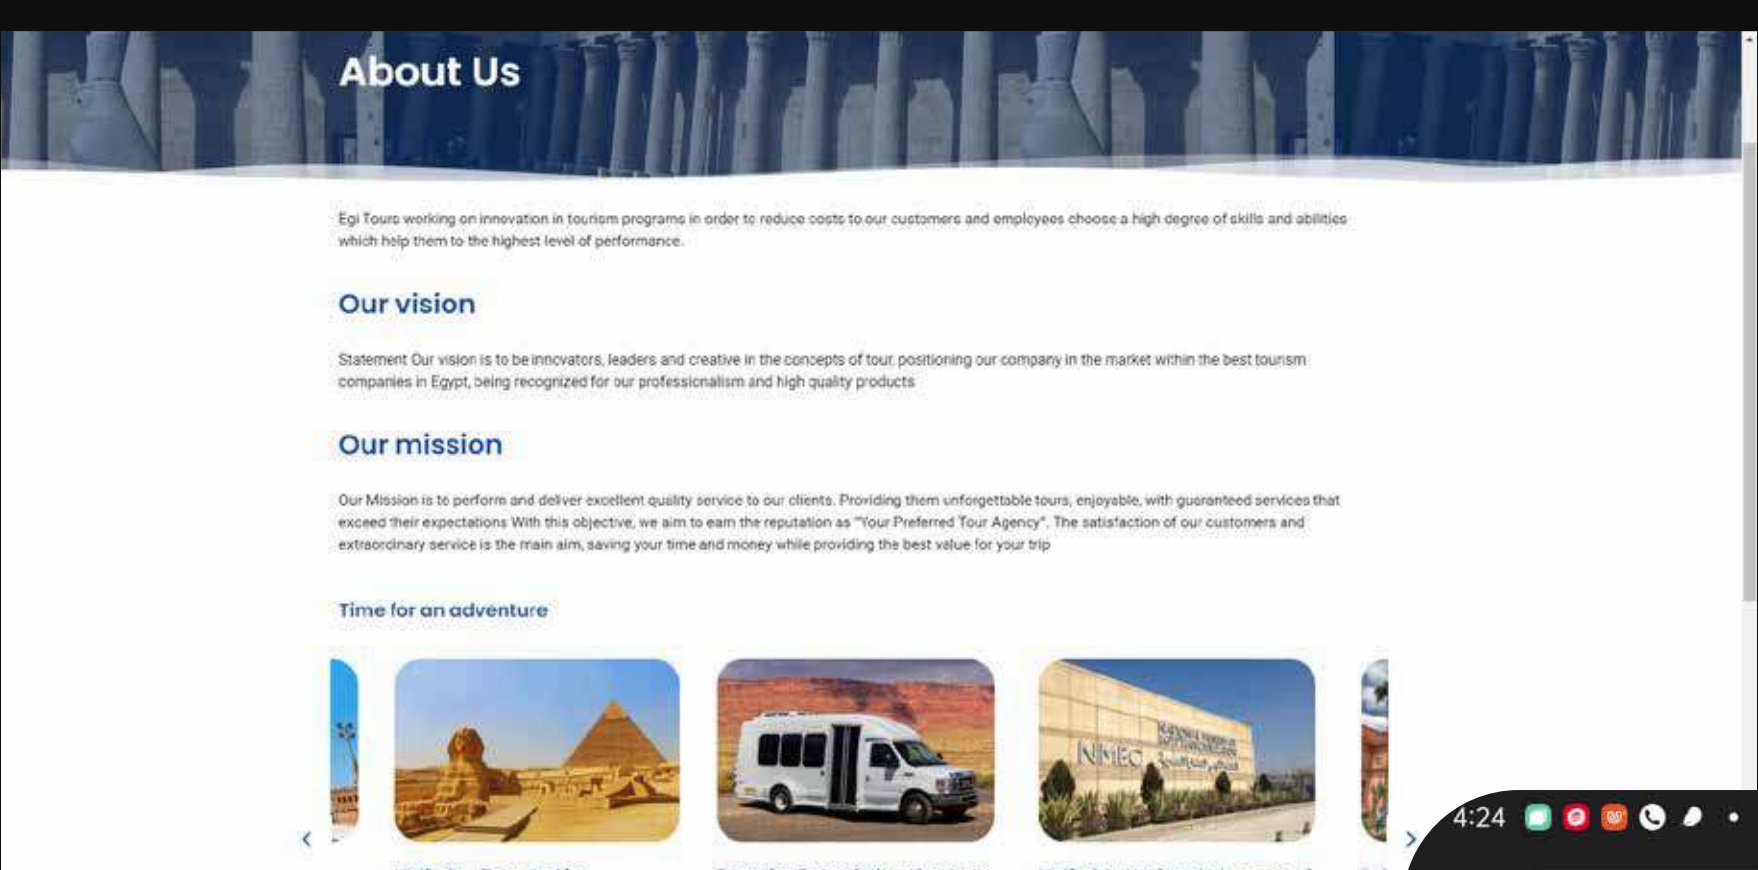 About Us
Egi Tours working on innovation in tourism programs in order to reduce costs to our customers and employees choose a high degree of skills and abilities
which help them to the highest level of performance.
Our vision
Statement Our vision is to be innovators, leaders and creative in the concepts of tour, positioning our company in the market within the best tourism
companies in Egypt, being recognized for our professionalism and high quality products
Our mission
Our Mission is to perform and deliver excellent quality service to our clients. Providing them unforgettable tours, enjoyable, with guaranteed services that
exceed their expectations With this objective, we aim to earn the reputation as "Your Preferred Tour Agency". The satisfaction of our customers and
extraordinary service is the main aim, saving your time and money while providing the best value for your trip
Time for an adventure
NMEC
4:24